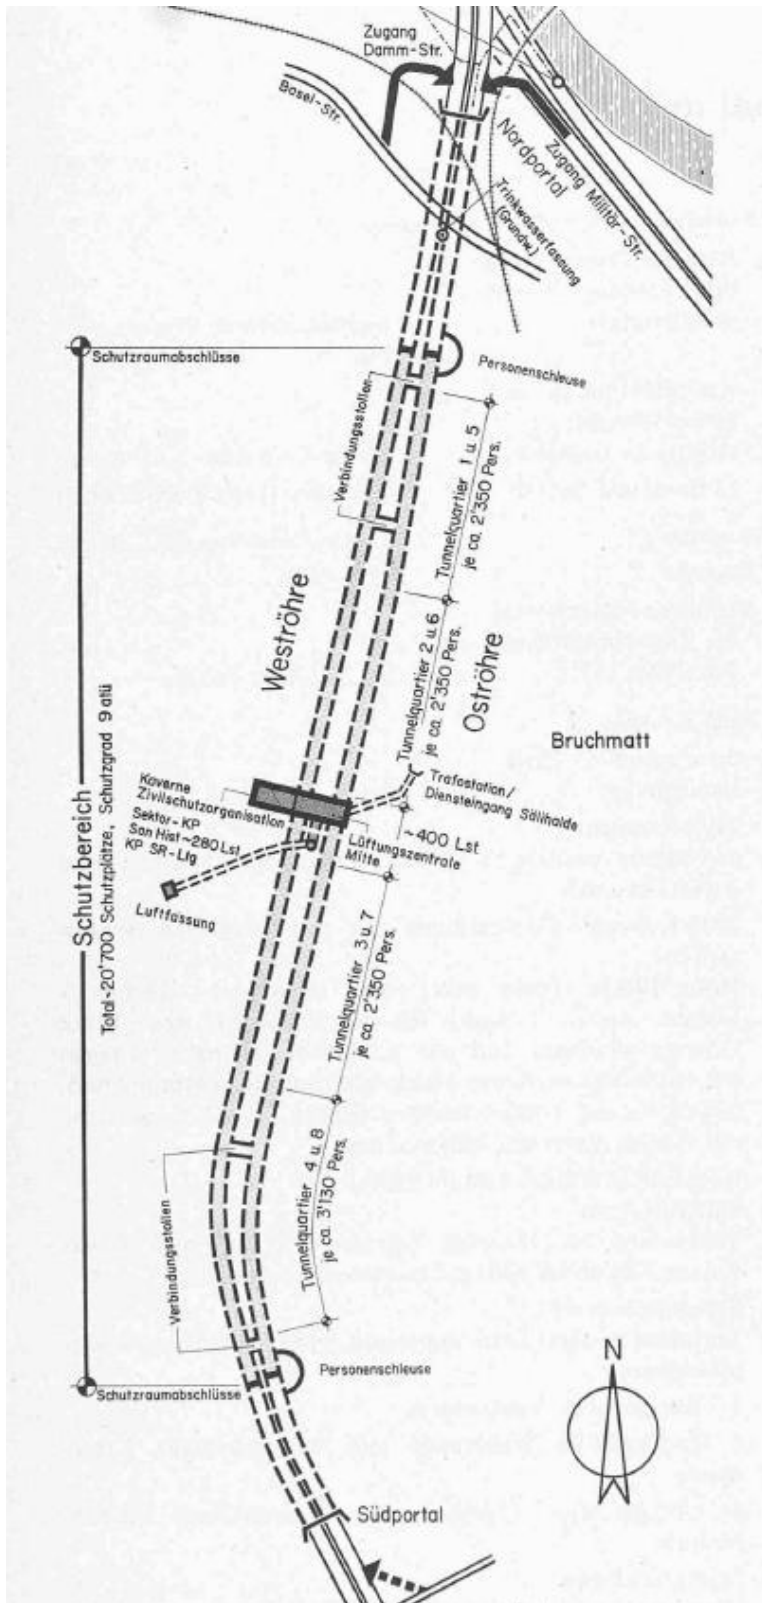 Zugang
Damm-Str.
Basel-Str.
Nordportal
Zugang Militär-Str.
Trinkwasserfassung
(Grundw.)
Schutzraumabschlüsse
Personenschleuse
Verbindungsstollen
Tunnelquartier 1 u. 5
je ca. 2'350 Pers.
Weströhre
Tunnelquartier 2 u. 6
je ca. 2'350 Pers.
Oströhre
Bruchmatt
Schutzbereich
Total ~20'700 Schutzplätze, Schutzgrad 9 atü
Kaverne
Zivilschutzorganisation
Sektor-KP
San Hist ~280 Lst
KP SR-Lfg
Trafostation/
Diensteingang Sälihalde
~400 Lst.
Lüftungszentrale
Mitte
Luftfassung
Tunnelquartier 3 u. 7
je ca. 2'350 Pers.
Tunnelquartier 4 u. 8
je ca. 3'130 Pers.
Verbindungsstollen
Personenschleuse
Schutzraumabschlüsse
N
Südportal